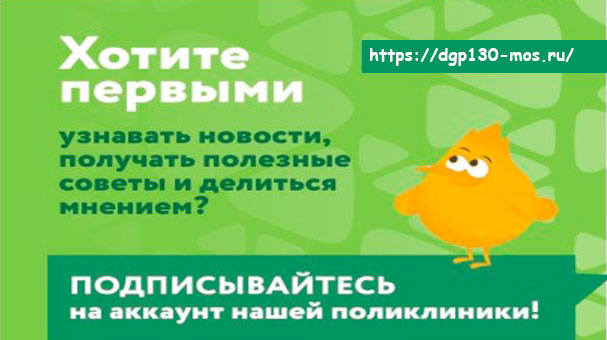 Хотите
первыми
https://dgp130-mos.ru/
узнавать новости,
получать полезные
советы и делиться
мнением?
ПОДПИСЫВАЙТЕСЬ
на аккаунт нашей поликлиники!